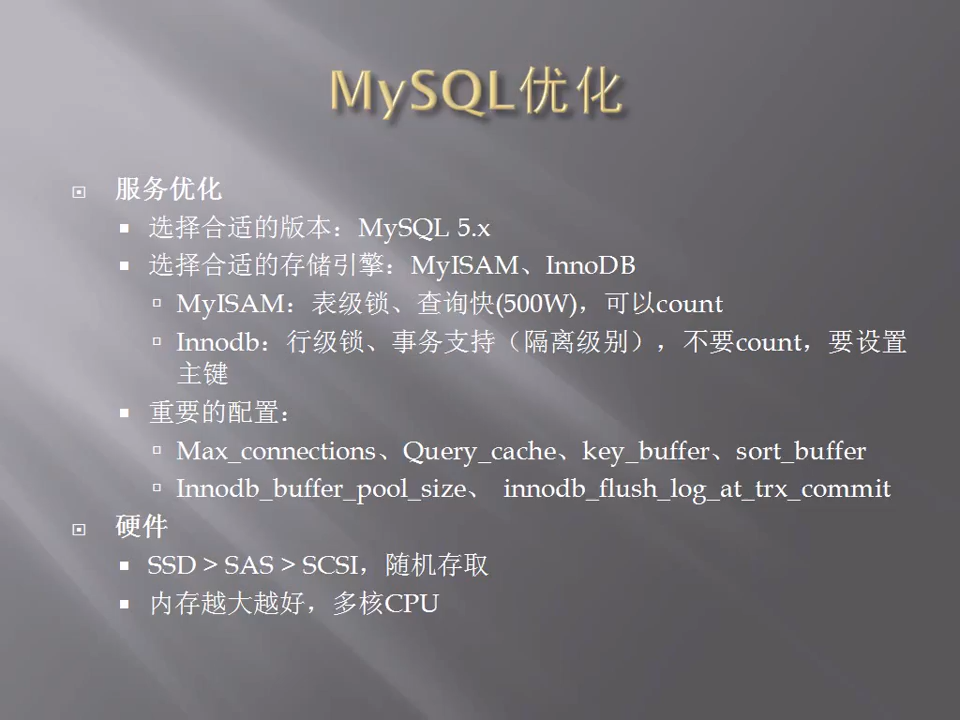 MySQL优化
服务优化
选择合适的版本：MySQL 5.x
选择合适的存储引擎：MyISAM、InnoDB
MyISAM：表级锁、查询快(500W)，可以count
Innodb：行级锁、事务支持（隔离级别），不要count，要设置
主键
重要的配置：
Max_connections、Query_cache、key_buffer、sort_buffer
Innodb_buffer_pool_size、 innodb_flush_log_at_trx_commit
硬件
SSD > SAS > SCSI，随机存取
内存越大越好，多核CPU